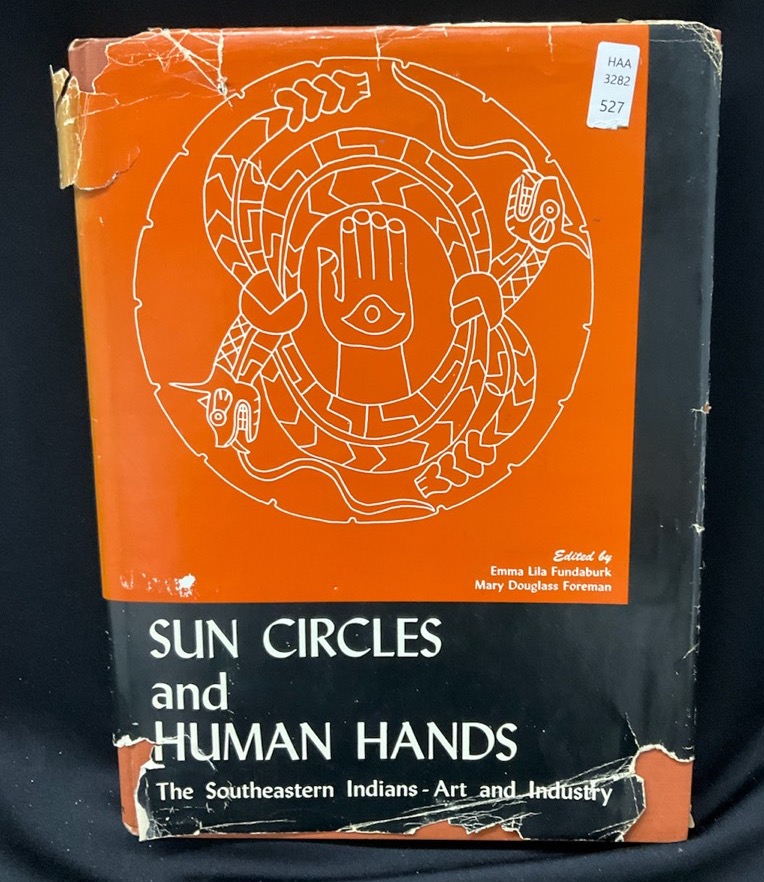 HAA
3282
527
Edited by
Emma Lila Fundaburk
Mary Douglass Foreman
SUN CIRCLES
and
HUMAN HANDS
The Southeastern Indians - Art and Industry